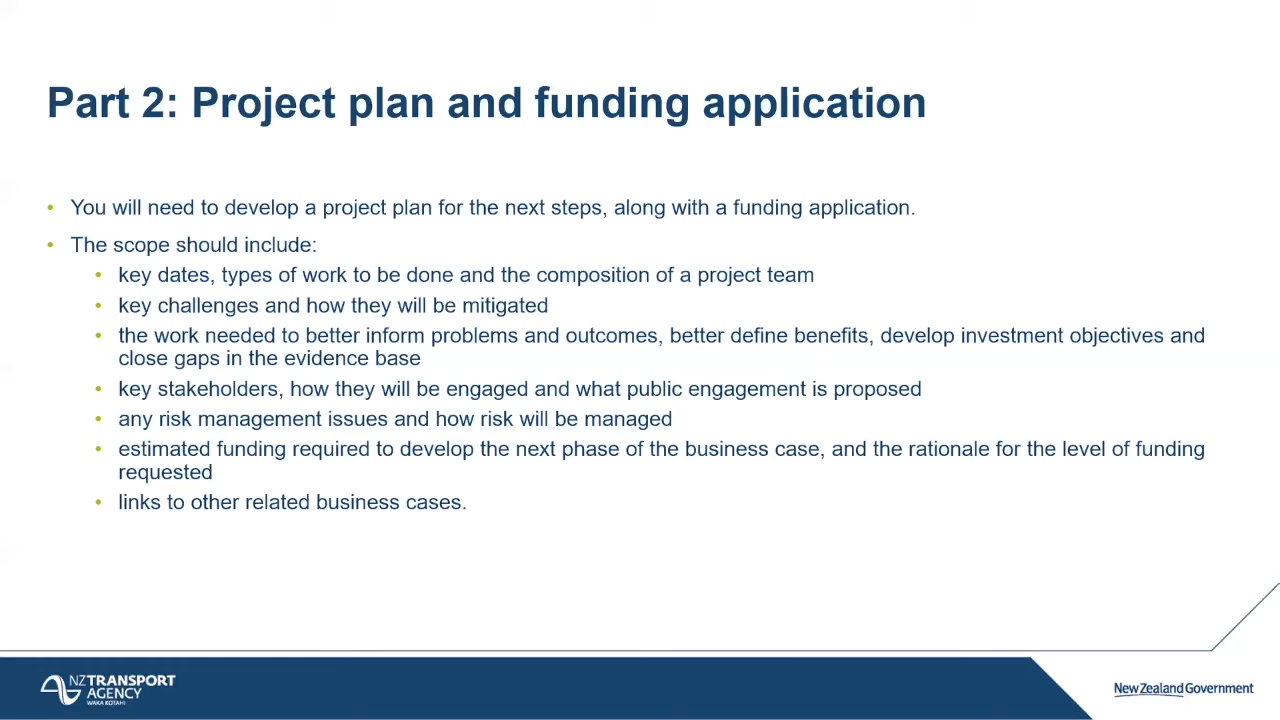 Part 2: Project plan and funding application
• You will need to develop a project plan for the next steps, along with a funding application.
• The scope should include:
• key dates, types of work to be done and the composition of a project team
• key challenges and how they will be mitigated
• the work needed to better inform problems and outcomes, better define benefits, develop investment objectives and
close gaps in the evidence base
• key stakeholders, how they will be engaged and what public engagement is proposed
• any risk management issues and how risk will be managed
• estimated funding required to develop the next phase of the business case, and the rationale for the level of funding
requested
• links to other related business cases.
NZTRANSPORT
AGENCY
WAKA KOTAHI
New Zealand Government